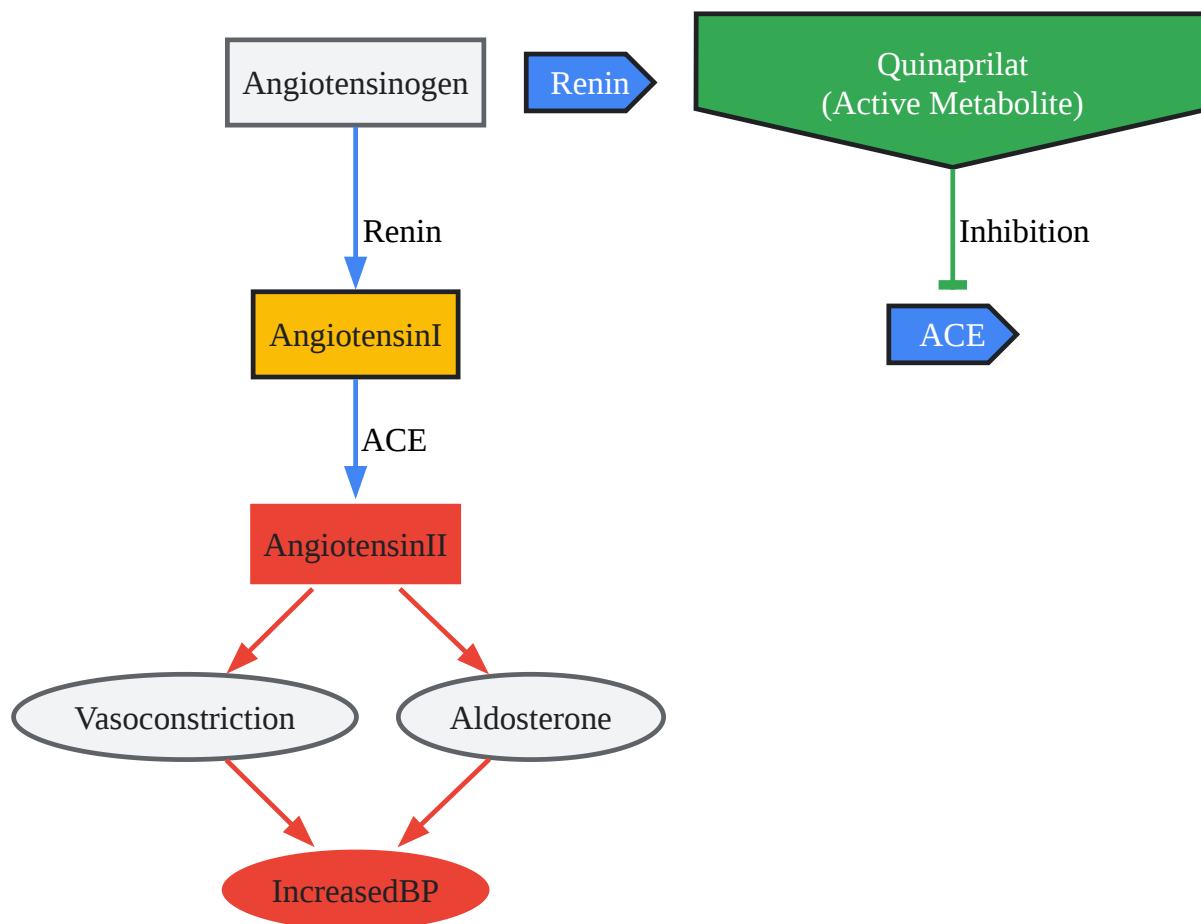 Angiotensinogen
Renin
Quinaprilat
(Active Metabolite)
Renin
Inhibition
AngiotensinI
ACE
ACE
AngiotensinII
Vasoconstriction
Aldosterone
IncreasedBP